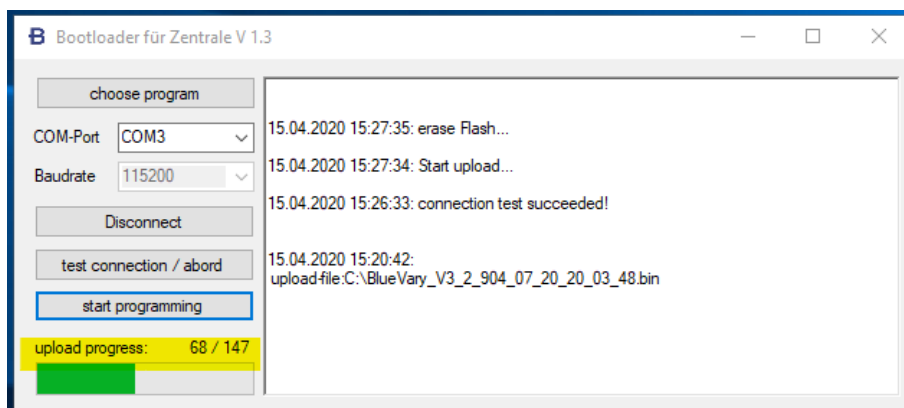 Bootloader für Zentrale V 1.3
choose program
COM-Port COM3
Baudrate 115200
Disconnect
test connection / abord
start programming
upload progress: 68 / 147
15.04.2020 15:27:35: erase Flash...
15.04.2020 15:27:34: Start upload...
15.04.2020 15:26:33: connection test succeeded!
15.04.2020 15:20:42:
upload-file:C:\BlueVary_V3_2_904_07_20_20_03_48.bin